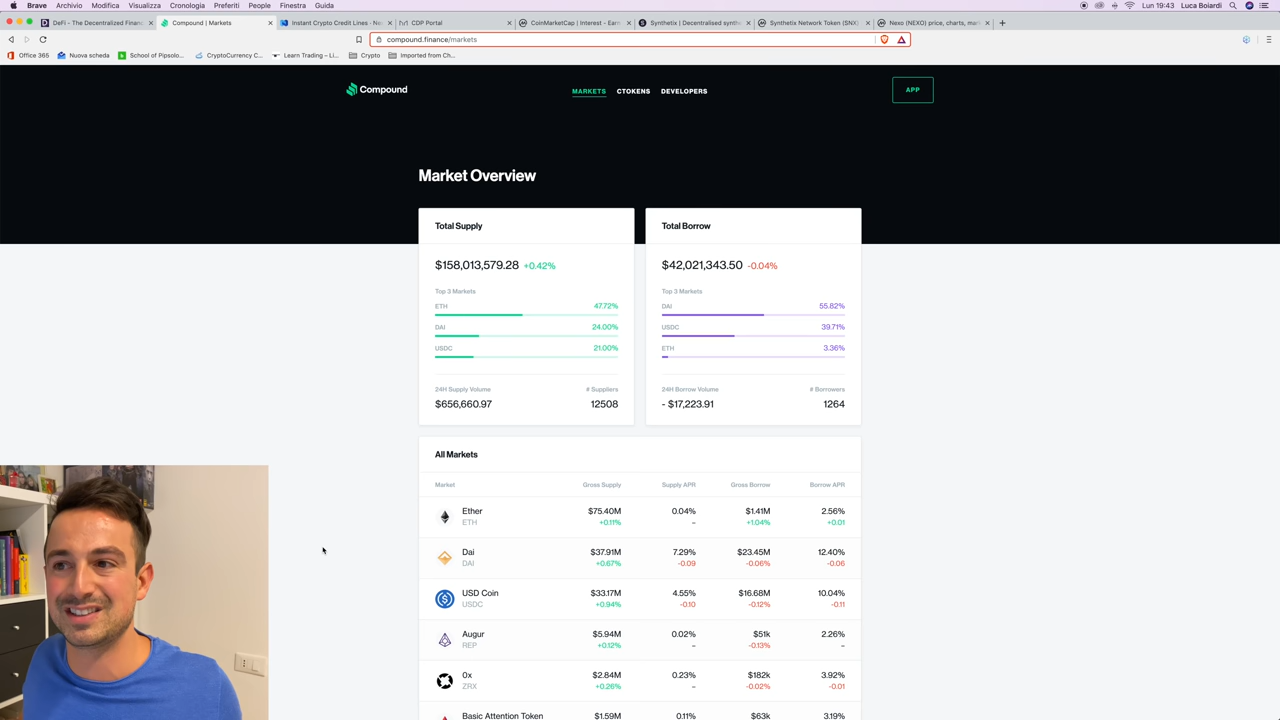 Brave Archivio Modifica Visualizza Cronologia Preferiti People Finestra Guida Lun 19:43 Luca Boiardi
DeFi - The Decentralized Financ Compound | Markets Instant Crypto Credit Lines - Ne CDP Portal CoinMarketCap | Interest - Earn Synthetix | Decentralised synthe Synthetix Network Token (SNX) Nexo (NEXO) price, charts, mark
compound.finance/markets
Office 365 Nuova scheda School of Pipsolo... CryptoCurrency C... Learn Trading – Li... Crypto Imported from Ch...
Compound MARKETS CTOKENS DEVELOPERS APP
Market Overview
Total Supply
$158,013,579.28 +0.42%
Top 3 Markets
ETH 47.72%
DAI 24.00%
USDC 21.00%
24H Supply Volume # Suppliers
$656,660.97 12508
Total Borrow
$42,021,343.50 -0.04%
Top 3 Markets
DAI 55.82%
USDC 39.71%
ETH 3.36%
24H Borrow Volume # Borrowers
- $17,223.91 1264
All Markets
Market Gross Supply Supply APR Gross Borrow Borrow APR
Ether $75.40M 0.04% $1.41M 2.56%
ETH +0.11% – +1.04% +0.01
Dai $37.91M 7.29% $23.45M 12.40%
DAI +0.67% -0.09 -0.06% -0.06
USD Coin $33.17M 4.55% $16.68M 10.04%
USDC +0.94% -0.10 -0.12% -0.11
Augur $5.94M 0.02% $51k 2.26%
REP +0.12% – -0.13% –
0x $2.84M 0.23% $182k 3.92%
ZRX +0.26% – -0.02% -0.01
Basic Attention Token $1.59M 0.11% $63k 3.19%